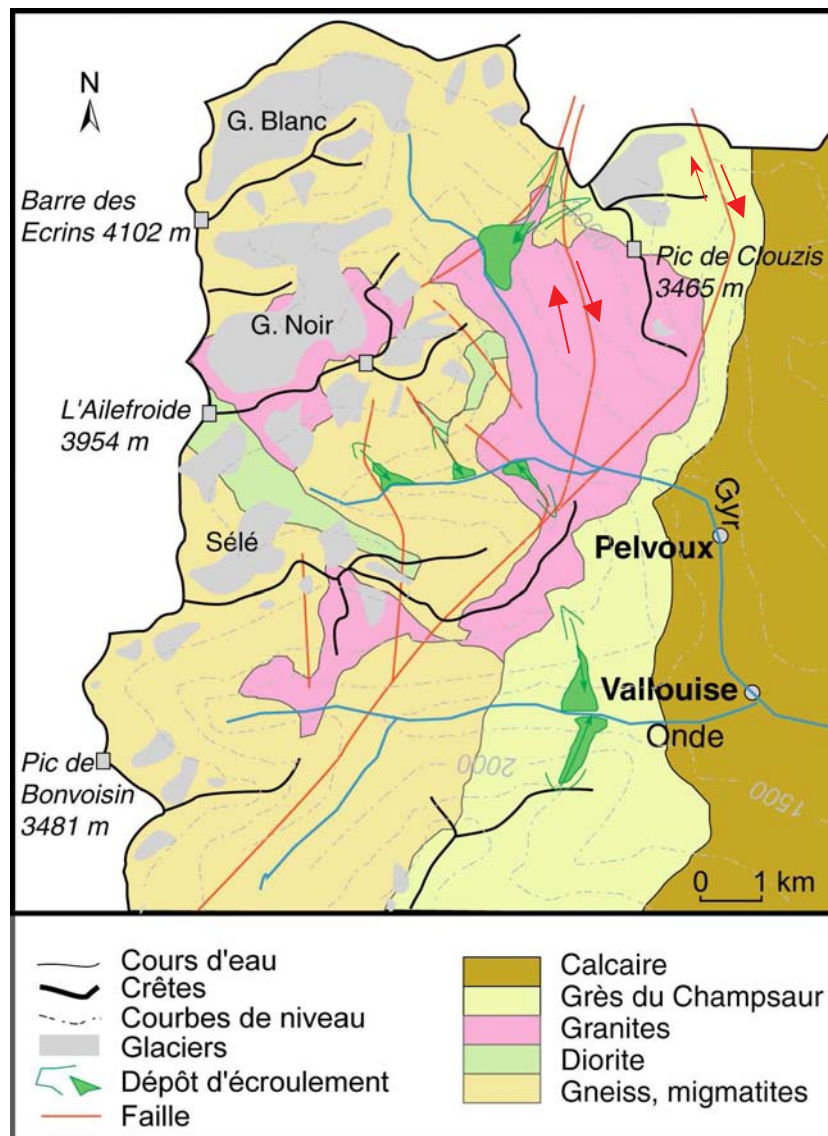 N
G. Blanc
Barre des
Ecrins 4102 m
Pic de Clouzis
3465 m
G. Noir
L'Ailefroide
3954 m
Gyr
Sélé
Pelvoux
Vallouise
Onde
2000
Pic de
Bonvoisin
3481 m
1500
0 1 km
Cours d'eau
Crêtes
Courbes de niveau
Glaciers
Dépôt d'écroulement
Faille
Calcaire
Grès du Champsaur
Granites
Diorite
Gneiss, migmatites